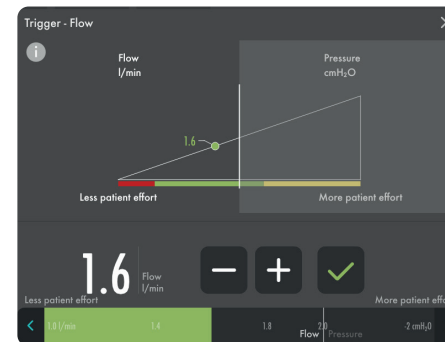 Trigger - Flow
Flow
l/min
Pressure
cmH₂O
1.6
Less patient effort
More patient effort
1.6
Flow
l/min
Less patient effort
More patient effo
1.8 l/min
1.4
1.8
2.0
-2 cmH₂O
Flow
Pressure